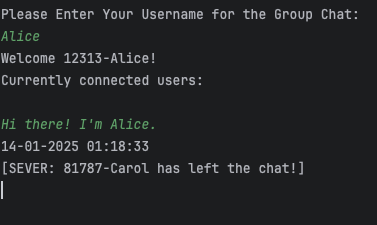 Please Enter Your Username for the Group Chat:
Alice
Welcome 12313-Alice!
Currently connected users:
Hi there! I'm Alice.
14-01-2025 01:18:33
[SEVER: 81787-Carol has left the chat!]